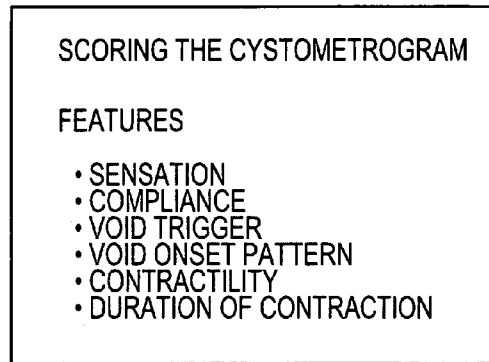 SCORING THE CYSTOMETROGRAM
FEATURES
• SENSATION
• COMPLIANCE
• VOID TRIGGER
• VOID ONSET PATTERN
• CONTRACTILITY
• DURATION OF CONTRACTION